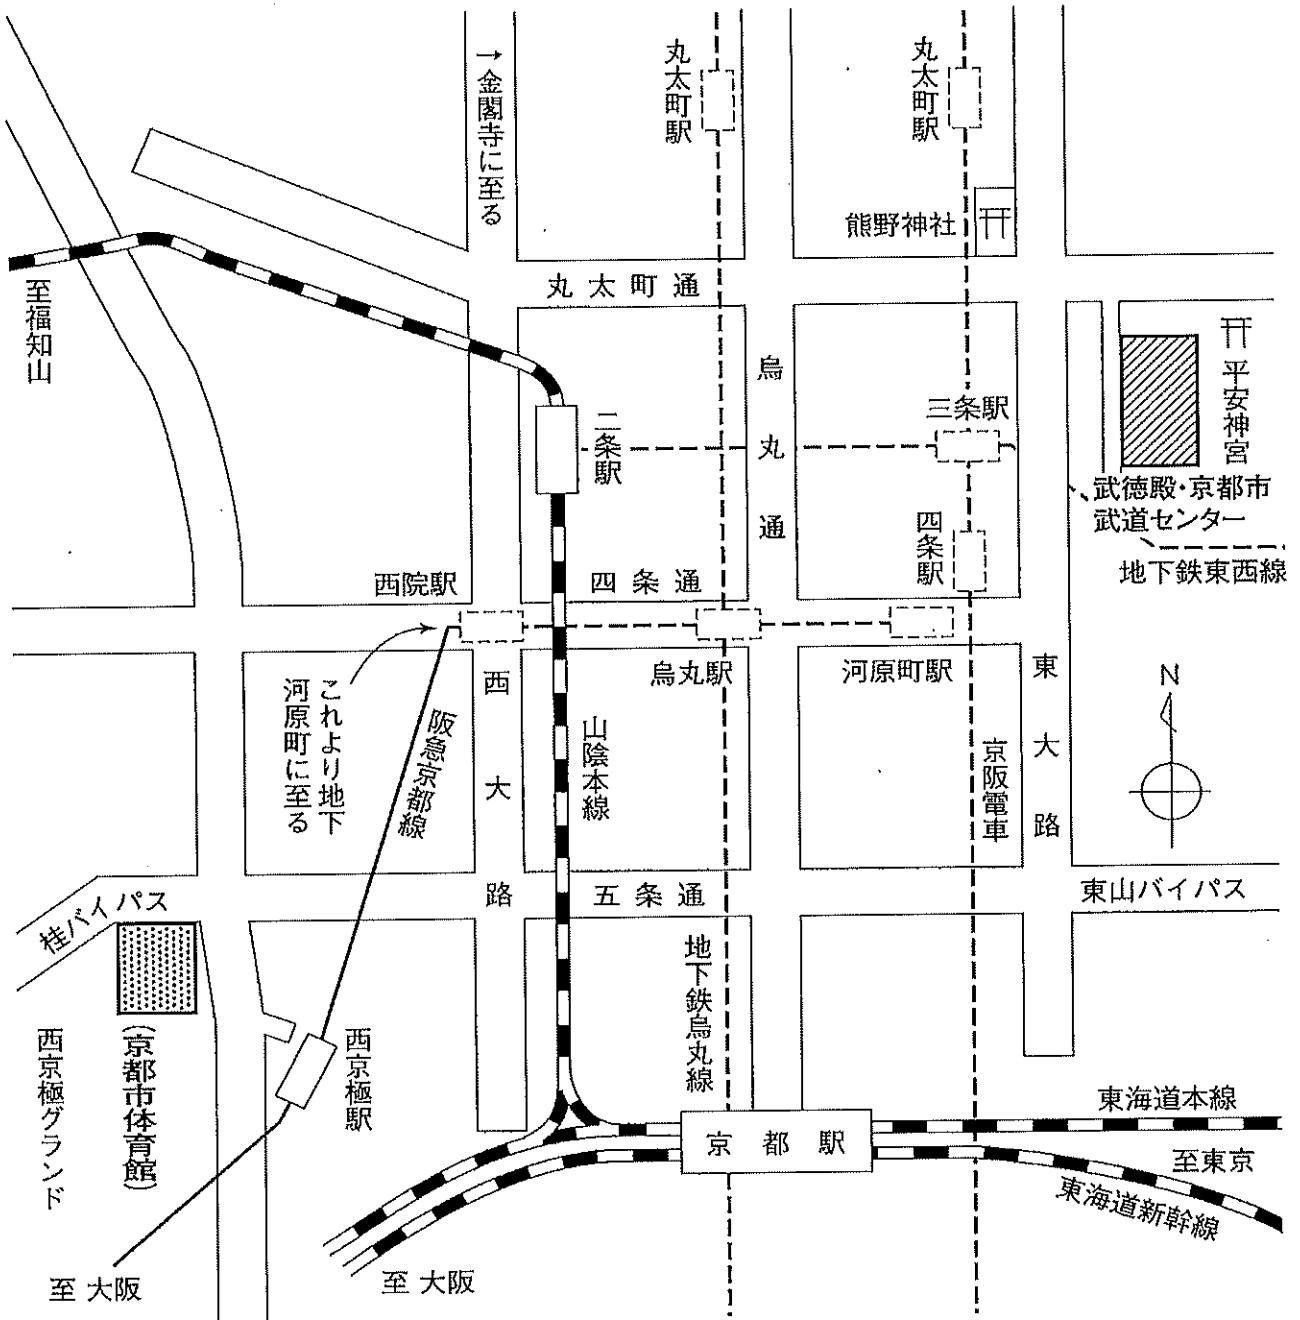 ↑金閣寺に至る
丸太町駅
丸太町駅
熊野神社
至福知山
丸太町通
烏丸通
平安神宮
二条駅
三条駅
武徳殿・京都市
武道センター
四条駅
地下鉄東西線
西院駅
四条通
烏丸駅
河原町駅
これより地下
河原町に至る
阪急京都線
西大路
山陰本線
京阪電車
東大路
N
五条通
東山バイパス
桂バイパス
地下鉄烏丸線
西京極グランド
(京都市体育館)
西京極駅
京都駅
東海道本線
至東京
東海道新幹線
至 大阪
至 大阪